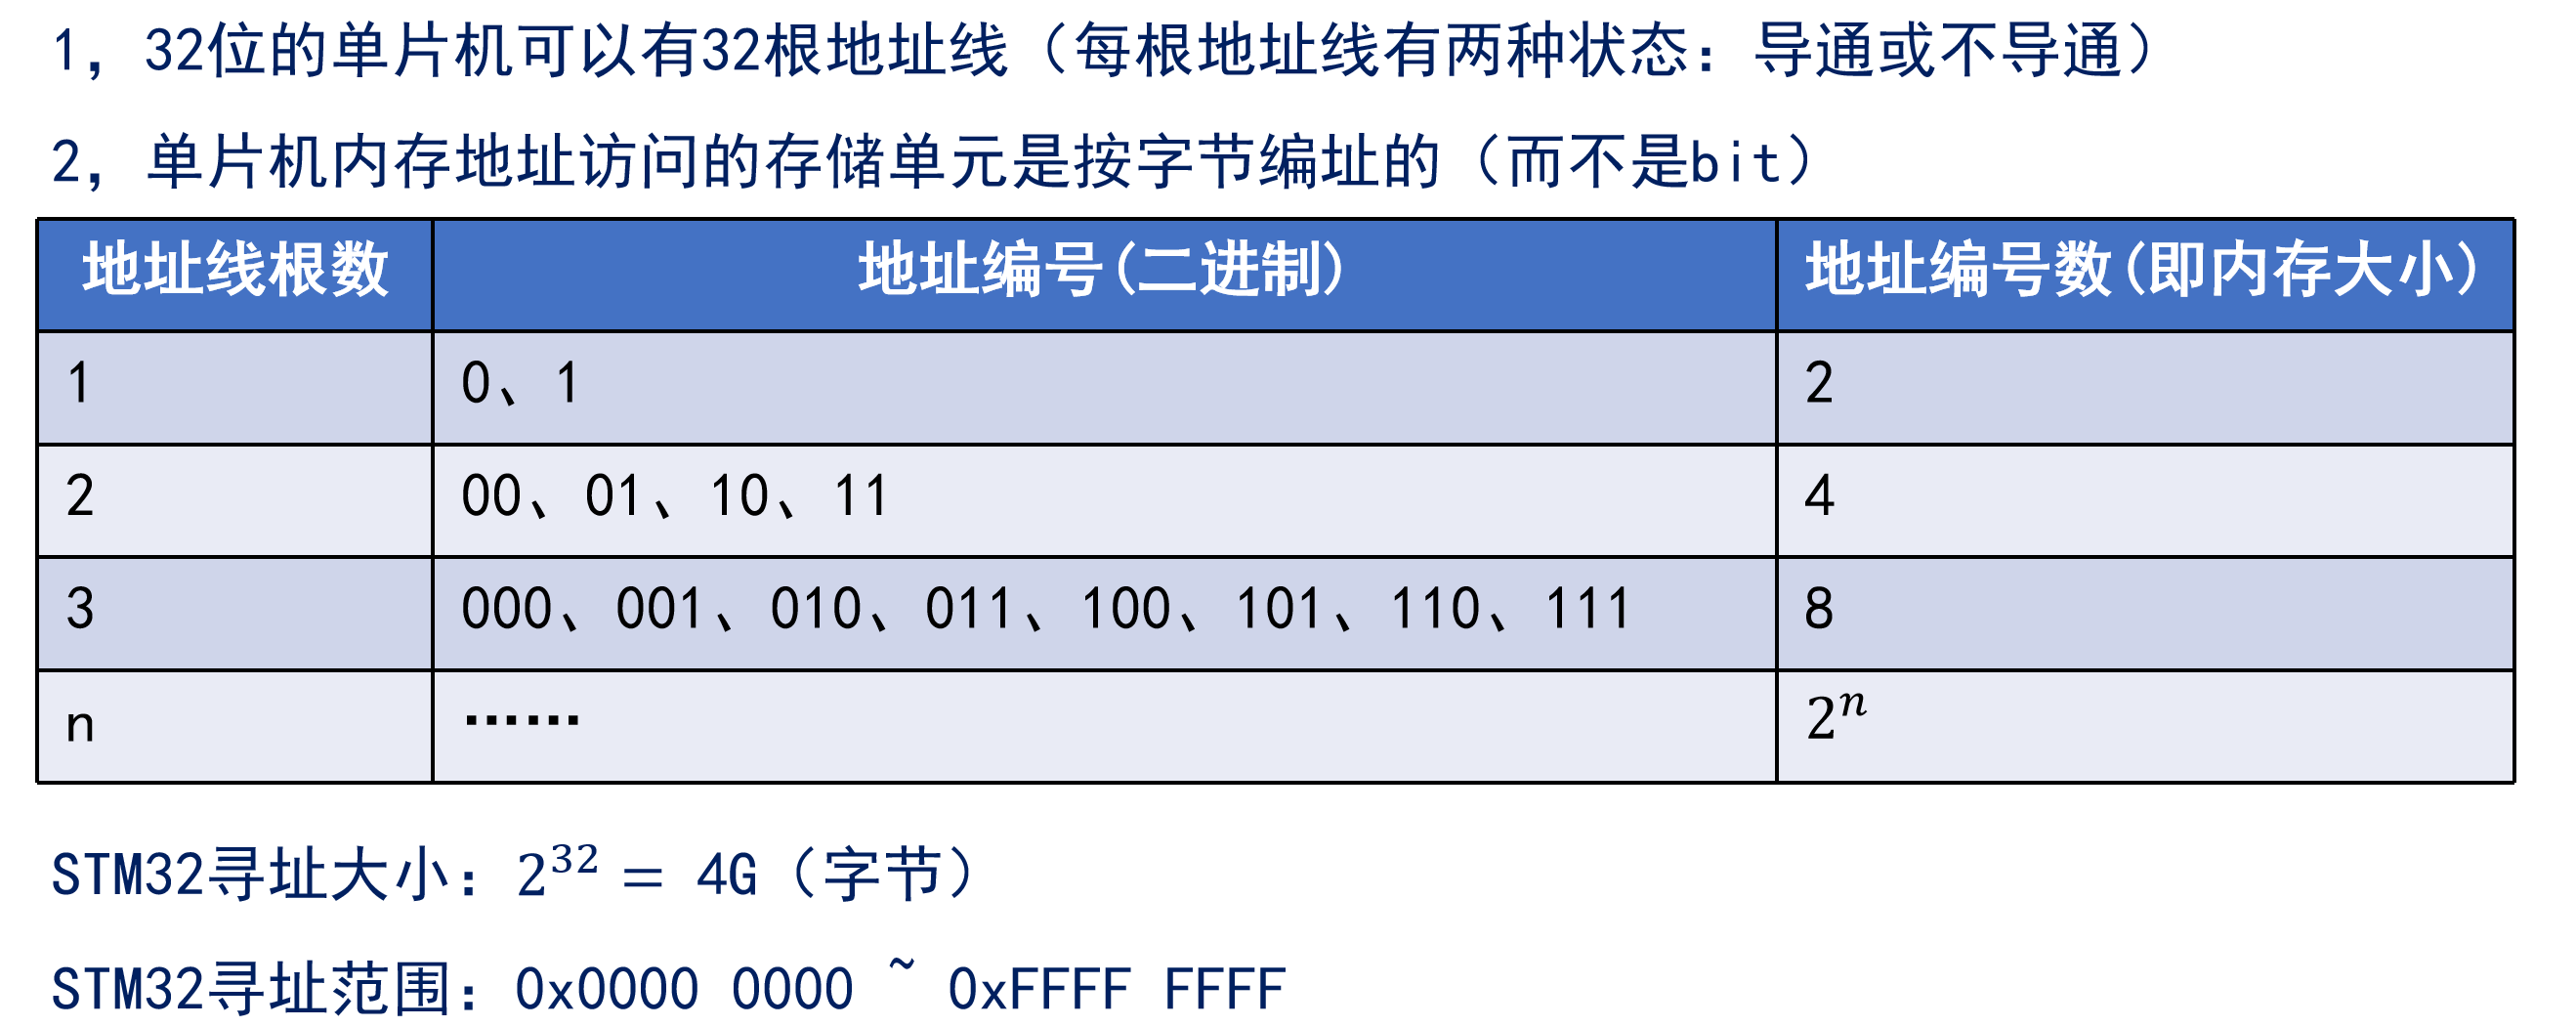 1，32位的单片机可以有32根地址线（每根地址线有两种状态：导通或不导通）
2，单片机内存地址访问的存储单元是按字节编址的（而不是bit）
地址线根数 地址编号(二进制) 地址编号数(即内存大小)
1 0、1 2
2 00、01、10、11 4
3 000、001、010、011、100、101、110、111 8
n …… 2ⁿ
STM32寻址大小：2³² = 4G（字节）
STM32寻址范围：0x0000 0000 ~ 0xFFFF FFFF